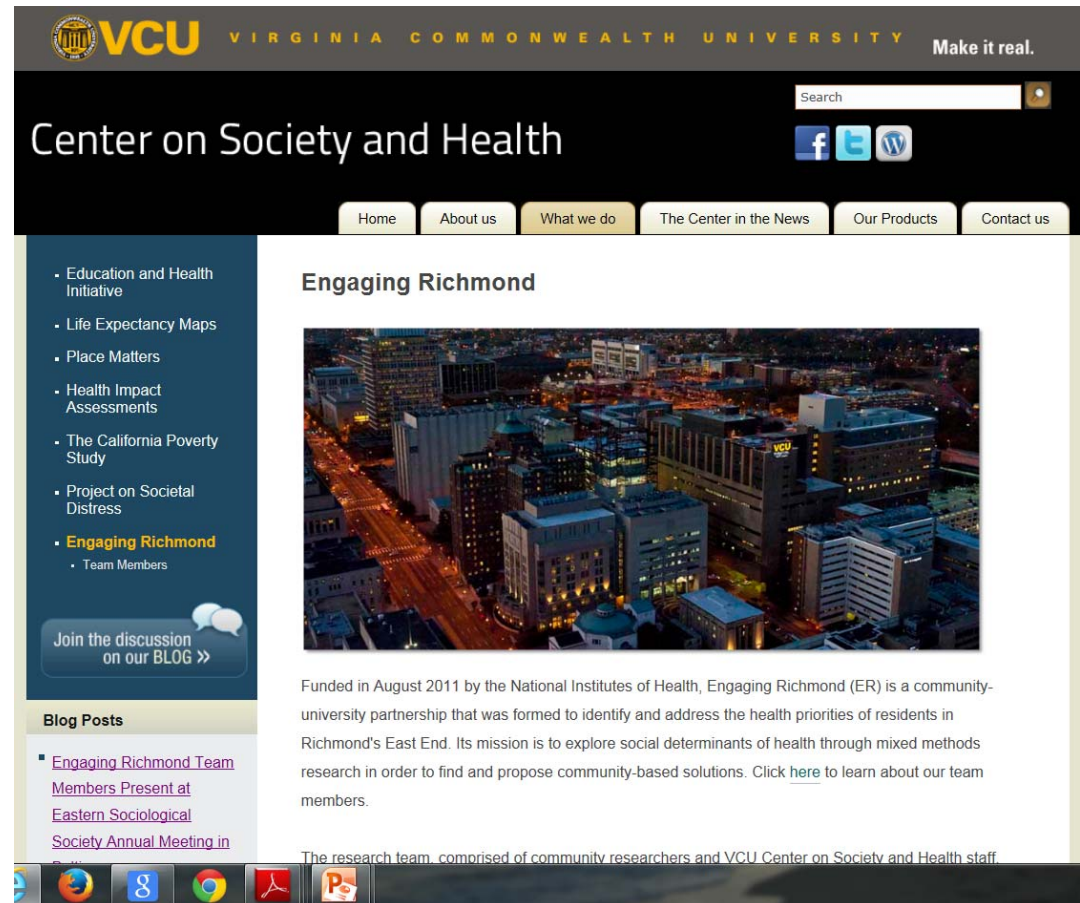 VCU VIRGINIA COMMONWEALTH UNIVERSITY
Make it real.
Search
Center on Society and Health
Home About us What we do The Center in the News Our Products Contact us
Education and Health
Initiative
Life Expectancy Maps
Place Matters
Health Impact
Assessments
The California Poverty
Study
Project on Societal
Distress
Engaging Richmond
Team Members
Join the discussion
on our BLOG »
Blog Posts
Engaging Richmond Team
Members Present at
Eastern Sociological
Society Annual Meeting in
Engaging Richmond
VCU
Funded in August 2011 by the National Institutes of Health, Engaging Richmond (ER) is a community-
university partnership that was formed to identify and address the health priorities of residents in
Richmond's East End. Its mission is to explore social determinants of health through mixed methods
research in order to find and propose community-based solutions. Click here to learn about our team
members.
The research team, comprised of community researchers and VCU Center on Society and Health staff,